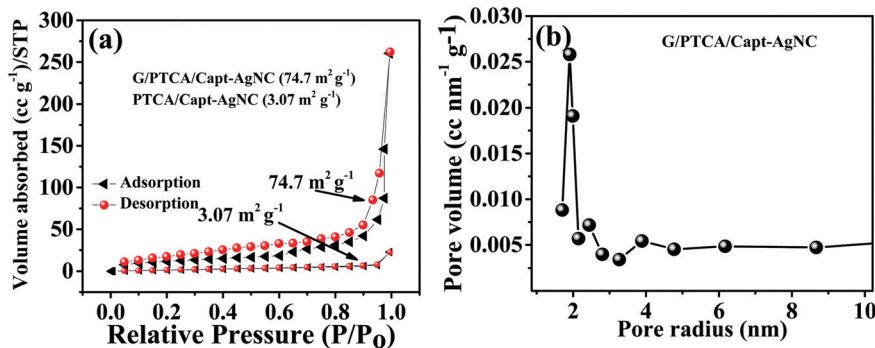 (a)
G/PTCA/Capt-AgNC (74.7 m² g⁻¹)
PTCA/Capt-AgNC (3.07 m² g⁻¹)
Adsorption
Desorption
74.7 m² g⁻¹
3.07 m² g⁻¹
Volume absorbed (cc g⁻¹)/STP
300
250
200
150
100
50
0
0.0 0.2 0.4 0.6 0.8 1.0
Relative Pressure (P/P₀)
(b)
G/PTCA/Capt-AgNC
Pore volume (cc nm⁻¹ g⁻¹)
0.030
0.025
0.020
0.015
0.010
0.005
2 4 6 8 10
Pore radius (nm)